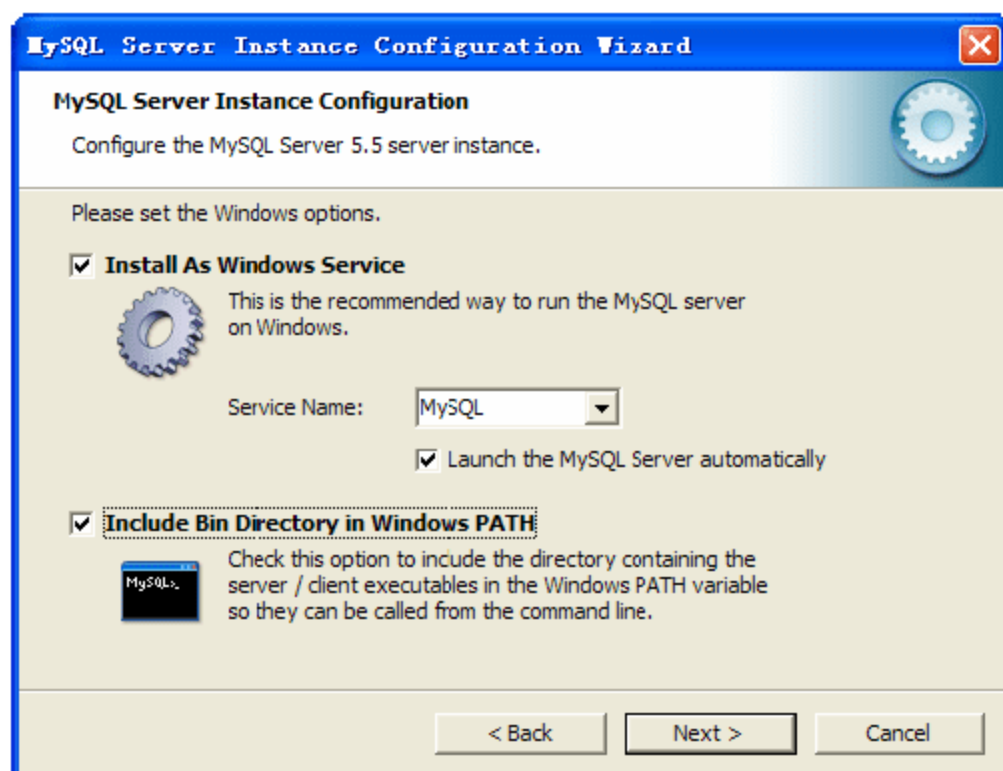 MySQL Server Instance Configuration Wizard
MySQL Server Instance Configuration
Configure the MySQL Server 5.5 server instance.
Please set the Windows options.
Install As Windows Service
This is the recommended way to run the MySQL server
on Windows.
Service Name: MySQL
Launch the MySQL Server automatically
Include Bin Directory in Windows PATH
MySQL>_
Check this option to include the directory containing the
server / client executables in the Windows PATH variable
so they can be called from the command line.
< Back Next > Cancel